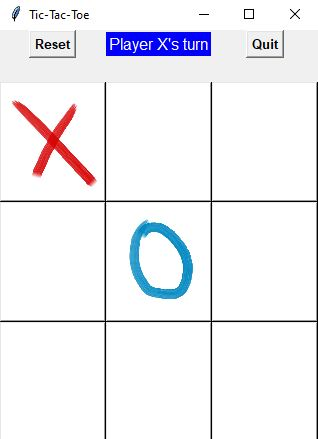 Tic-Tac-Toe
Reset Player X's turn Quit
X
O